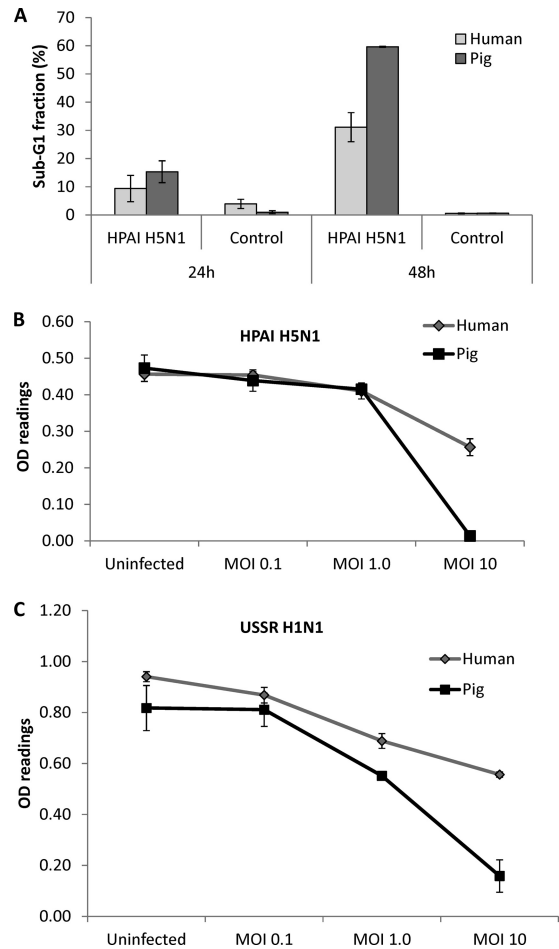 A
70
60
50
40
30
20
10
0
Sub-G1 fraction (%)
Human
Pig
HPAI H5N1
Control
HPAI H5N1
Control
24h
48h
B
HPAI H5N1
Human
Pig
0.60
0.50
0.40
0.30
0.20
0.10
0.00
OD readings
Uninfected
MOI 0.1
MOI 1.0
MOI 10
C
USSR H1N1
Human
Pig
1.20
1.00
0.80
0.60
0.40
0.20
0.00
OD readings
Uninfected
MOI 0.1
MOI 1.0
MOI 10